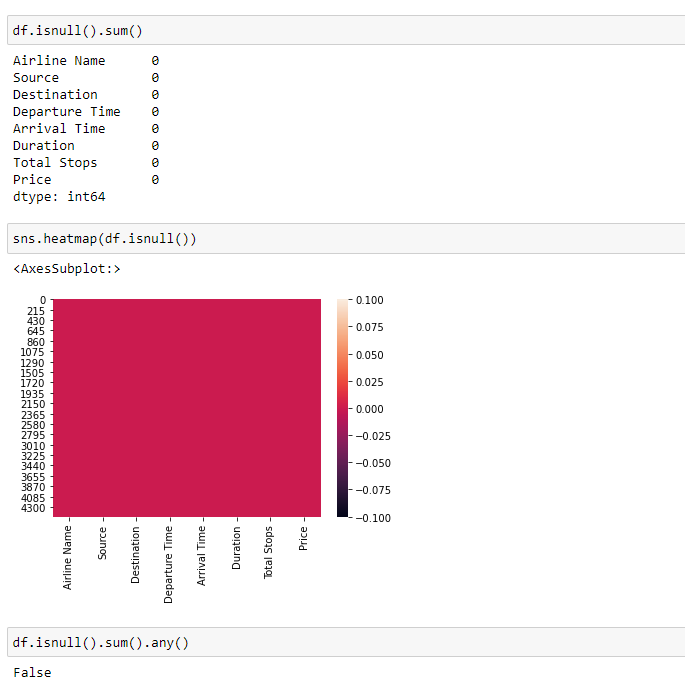 df.isnull().sum()
Airline Name 0
Source 0
Destination 0
Departure Time 0
Arrival Time 0
Duration 0
Total Stops 0
Price 0
dtype: int64
sns.heatmap(df.isnull())
<AxesSubplot:>
0
215
430
645
860
1075
1290
1505
1720
1935
2150
2365
2580
2795
3010
3225
3440
3655
3870
4085
4300
Airline Name
Source
Destination
Departure Time
Arrival Time
Duration
Total Stops
Price
0.100
0.075
0.050
0.025
0.000
−0.025
−0.050
−0.075
−0.100
df.isnull().sum().any()
False